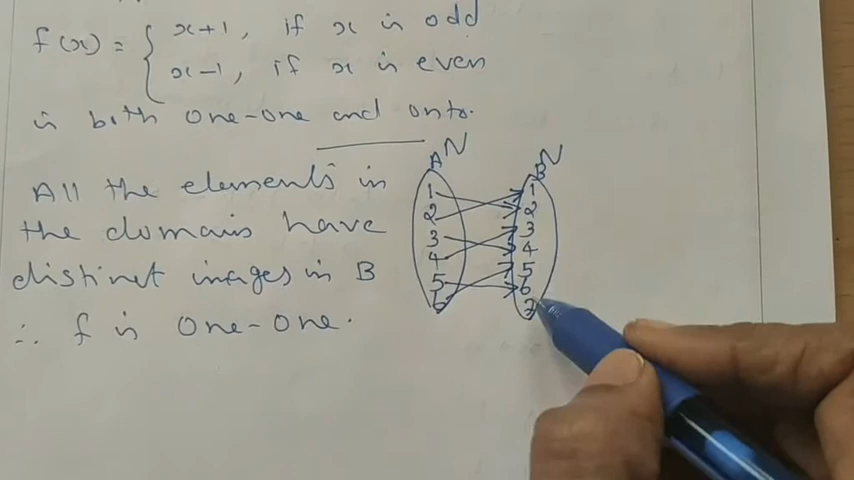 f(x) = { x+1, if x is odd
x-1, if x is even
is both one-one and onto.
All the elements in
the domain have
distinct images in B
∴ f is one-one.
A N
1
2
3
4
5
6
B N
1
2
3
4
5
6
7